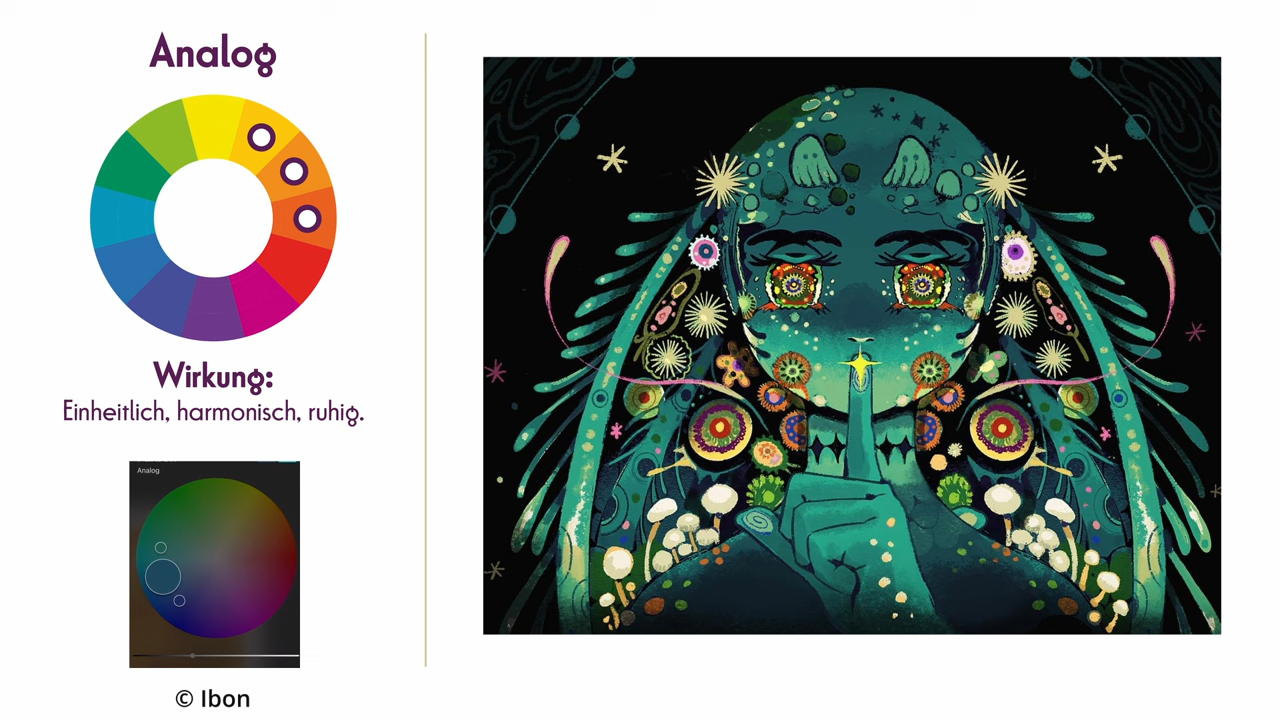 Analog
Wirkung:
Einheitlich, harmonisch, ruhig.
Analog
© Ibon